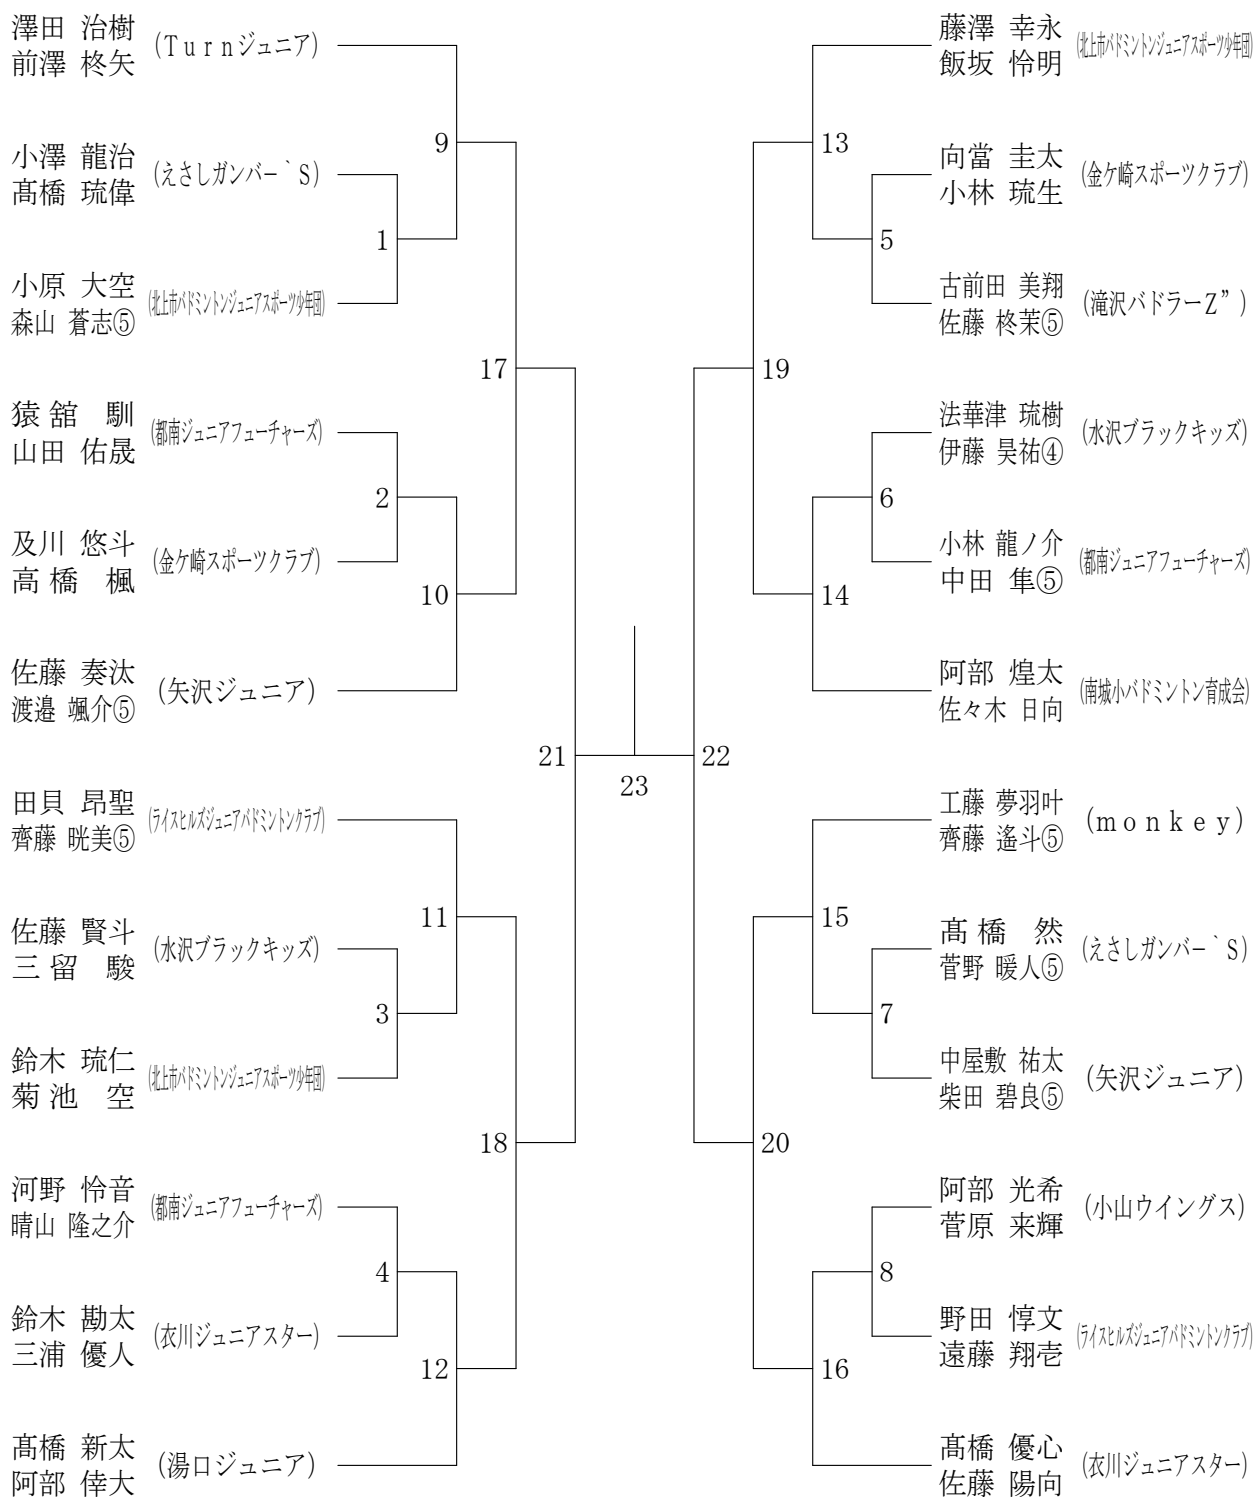 澤田 治樹
前澤 柊矢
(Turnジュニア)
小澤 龍治
髙橋 琉偉
(えさしガンバー｀S)
小原 大空
森山 蒼志⑤
(北上市バドミントンジュニアスポーツ少年団)
猿舘 馴
山田 佑晟
(都南ジュニアフューチャーズ)
及川 悠斗
高橋 楓
(金ケ崎スポーツクラブ)
佐藤 奏汰
渡邉 颯介⑤
(矢沢ジュニア)
田貝 昂聖
齊藤 晄美⑤
(ライスヒルズジュニアバドミントンクラブ)
佐藤 賢斗
三留 駿
(水沢ブラックキッズ)
鈴木 琉仁
菊池 空
(北上市バドミントンジュニアスポーツ少年団)
河野 怜音
晴山 隆之介
(都南ジュニアフューチャーズ)
鈴木 勘太
三浦 優人
(衣川ジュニアスター)
髙橋 新太
阿部 倖大
(湯口ジュニア)
1
2
3
4
9
10
11
12
17
18
21
23
22
19
20
13
14
15
16
5
6
7
8
藤澤 幸永
飯坂 怜明
(北上市バドミントンジュニアスポーツ少年団)
向當 圭太
小林 琉生
(金ケ崎スポーツクラブ)
古前田 美翔
佐藤 柊茉⑤
(滝沢バドラーZ”)
法華津 琉樹
伊藤 昊祐④
(水沢ブラックキッズ)
小林 龍ノ介
中田 隼⑤
(都南ジュニアフューチャーズ)
阿部 煌太
佐々木 日向
(南城小バドミントン育成会)
工藤 夢羽叶
齊藤 遙斗⑤
(monkey)
髙橋 然
菅野 暖人⑤
(えさしガンバー｀S)
中屋敷 祐太
柴田 碧良⑤
(矢沢ジュニア)
阿部 光希
菅原 来輝
(小山ウイングス)
野田 惇文
遠藤 翔壱
(ライスヒルズジュニアバドミントンクラブ)
髙橋 優心
佐藤 陽向
(衣川ジュニアスター)